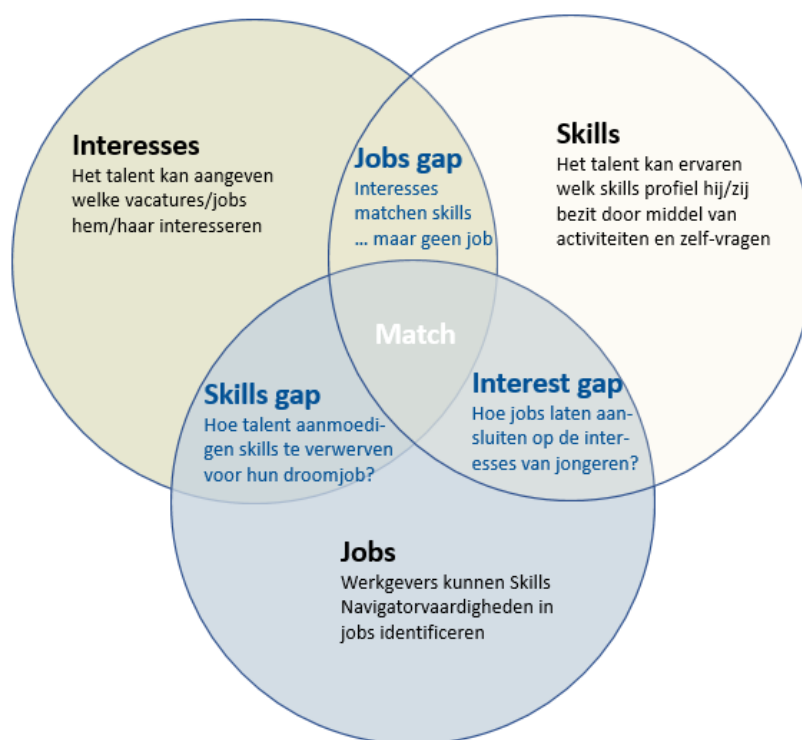 Interesses
Het talent kan aangeven
welke vacatures/jobs
hem/haar interesseren
Jobs gap
Interesses
matchen skills
... maar geen job
Skills
Het talent kan ervaren
welk skills profiel hij/zij
bezit door middel van
activiteiten en zelf-vragen
Match
Skills gap
Hoe talent aanmoedi-
gen skills te verwerven
voor hun droomjob?
Interest gap
Hoe jobs laten aan-
sluiten op de inter-
esses van jongeren?
Jobs
Werkgevers kunnen Skills
Navigatorvaardigheden in
jobs identificeren